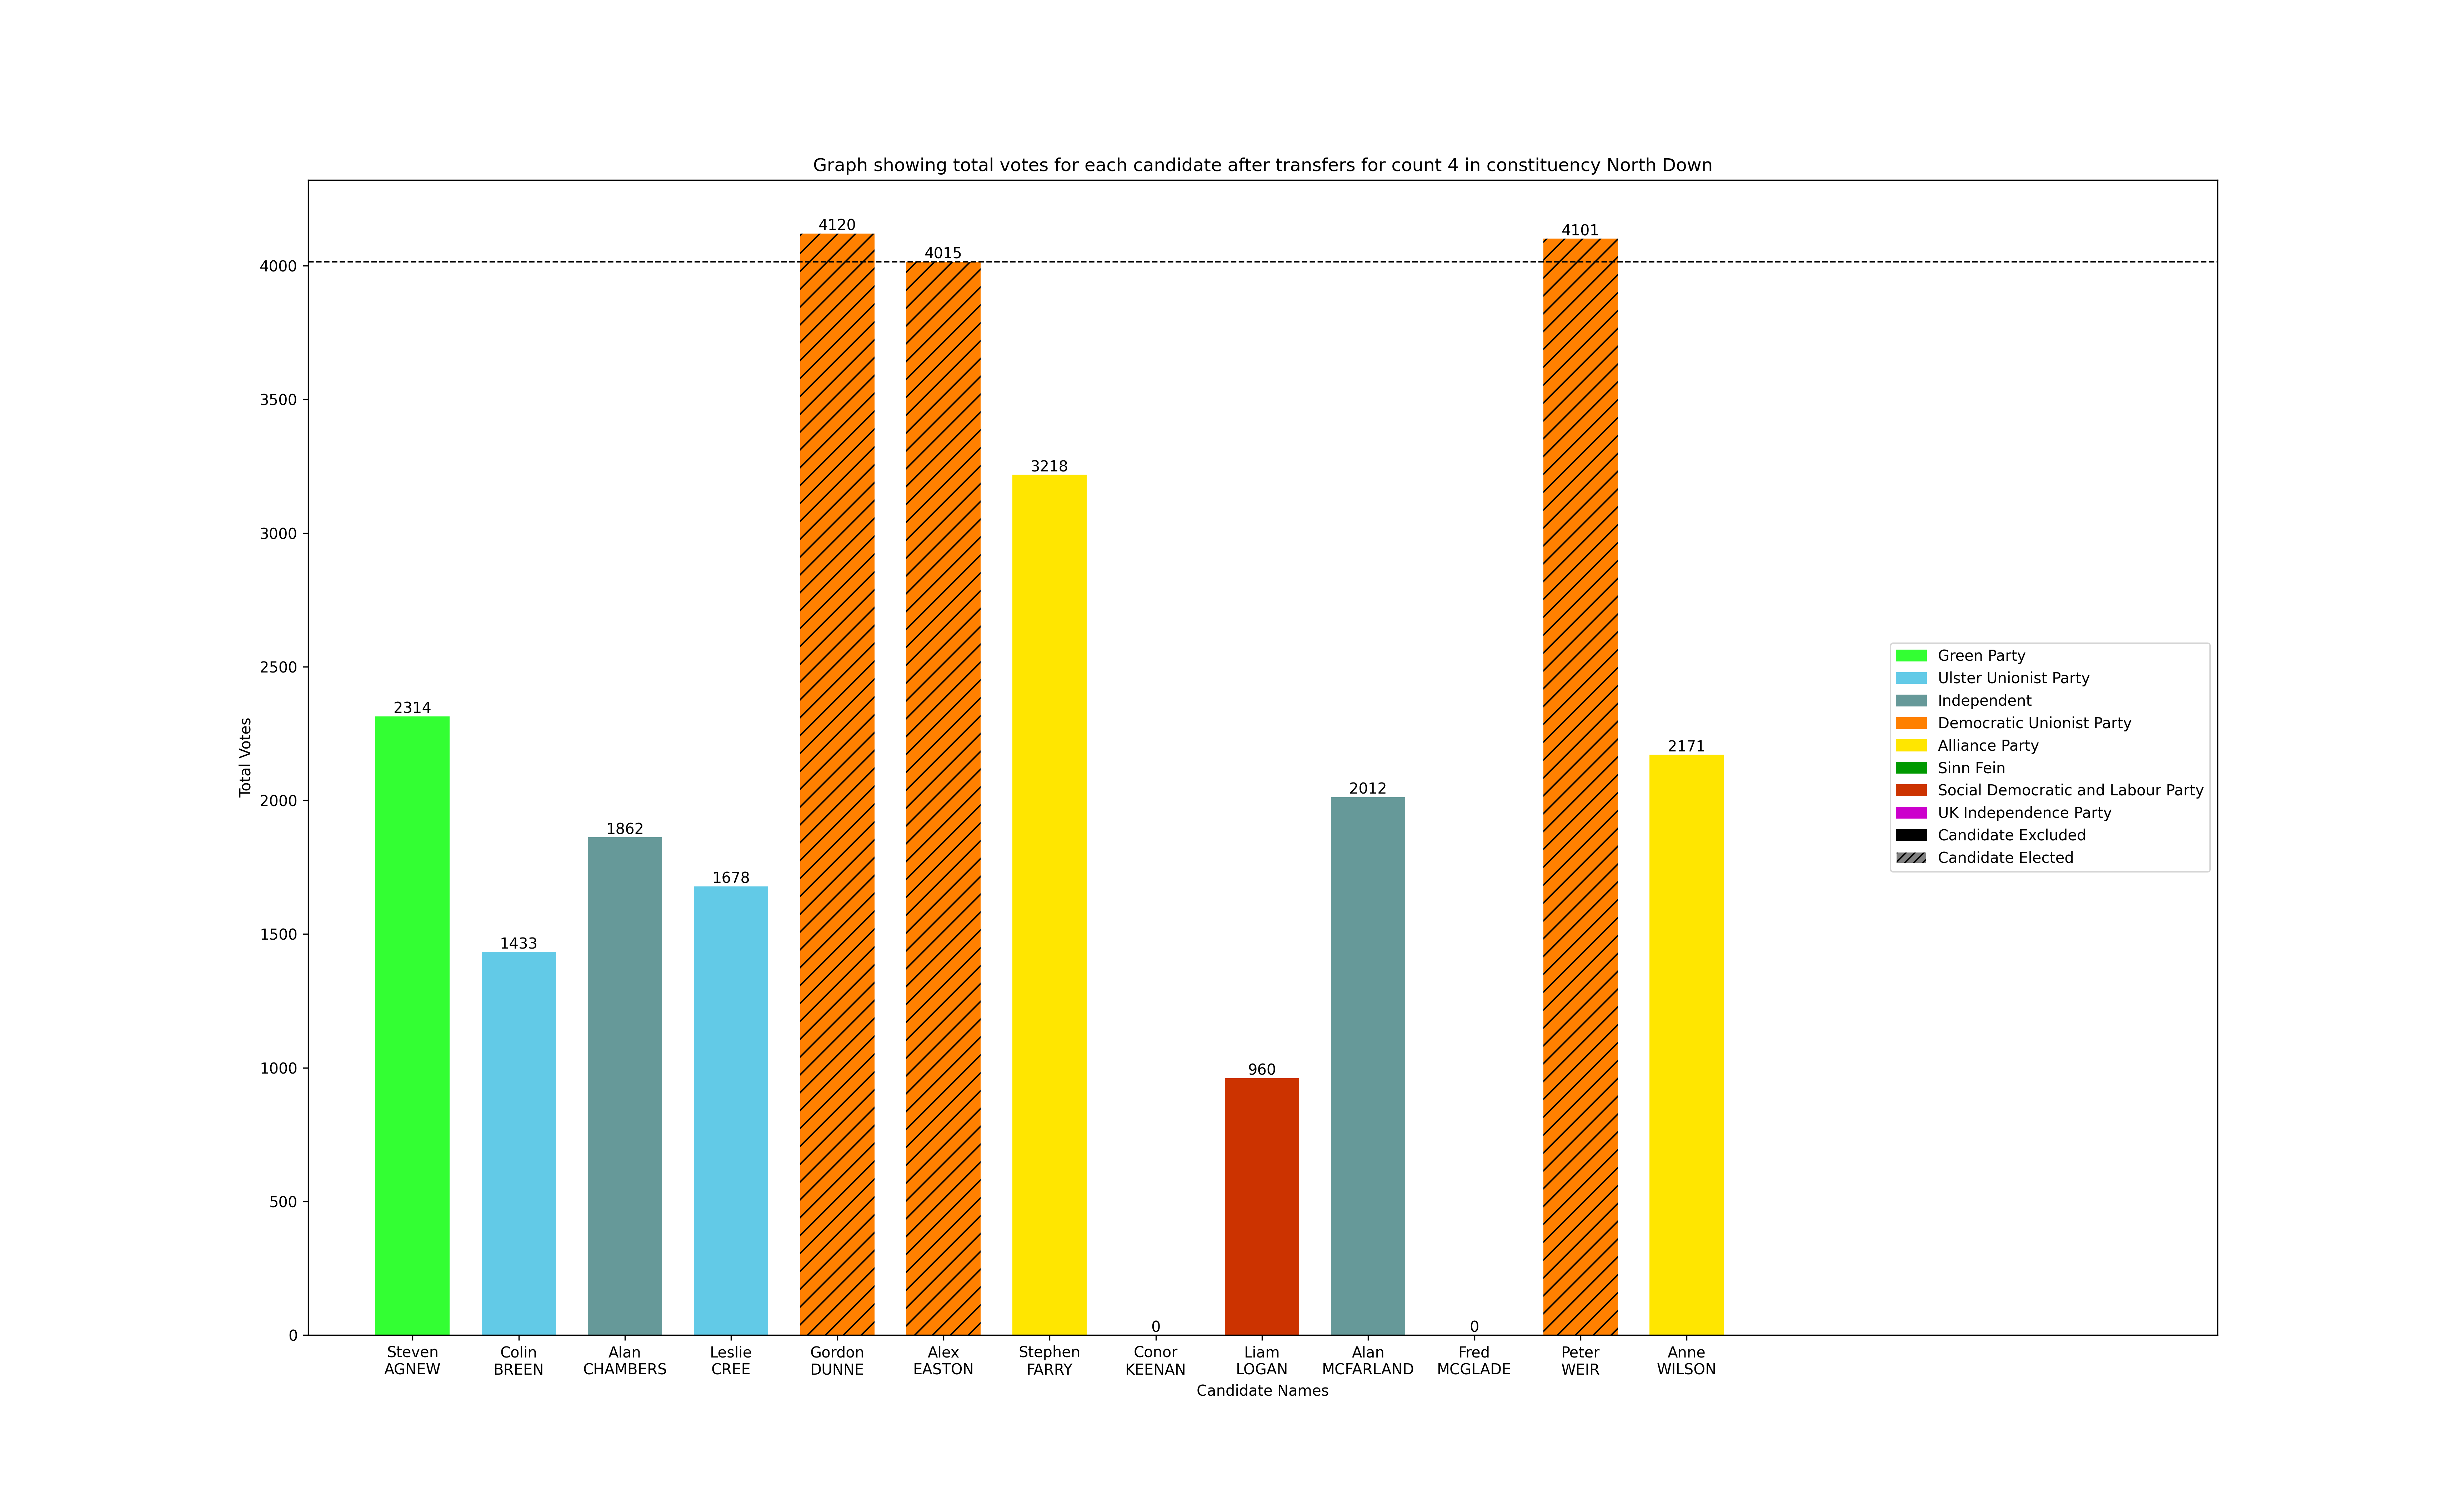 Graph showing total votes for each candidate after transfers for count 4 in constituency North Down
Total Votes
4000
3500
3000
2500
2000
1500
1000
500
0
2314
1433
1862
1678
4120
4015
3218
0
960
2012
0
4101
2171
Steven
AGNEW
Colin
BREEN
Alan
CHAMBERS
Leslie
CREE
Gordon
DUNNE
Alex
EASTON
Stephen
FARRY
Conor
KEENAN
Liam
LOGAN
Alan
MCFARLAND
Fred
MCGLADE
Peter
WEIR
Anne
WILSON
Candidate Names
Green Party
Ulster Unionist Party
Independent
Democratic Unionist Party
Alliance Party
Sinn Fein
Social Democratic and Labour Party
UK Independence Party
Candidate Excluded
Candidate Elected